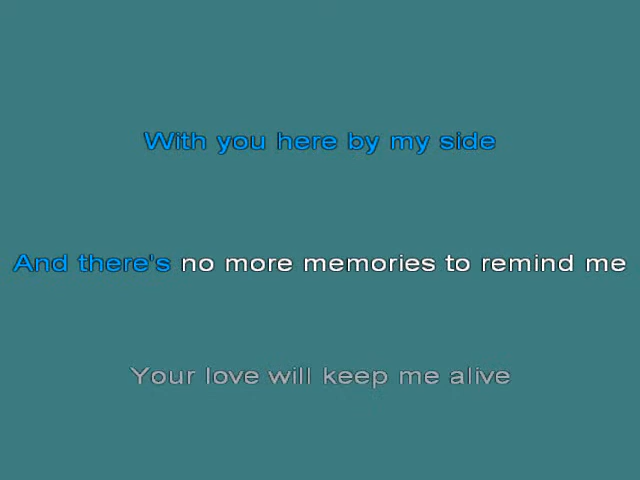 With you here by my side
And there's no more memories to remind me
Your love will keep me alive